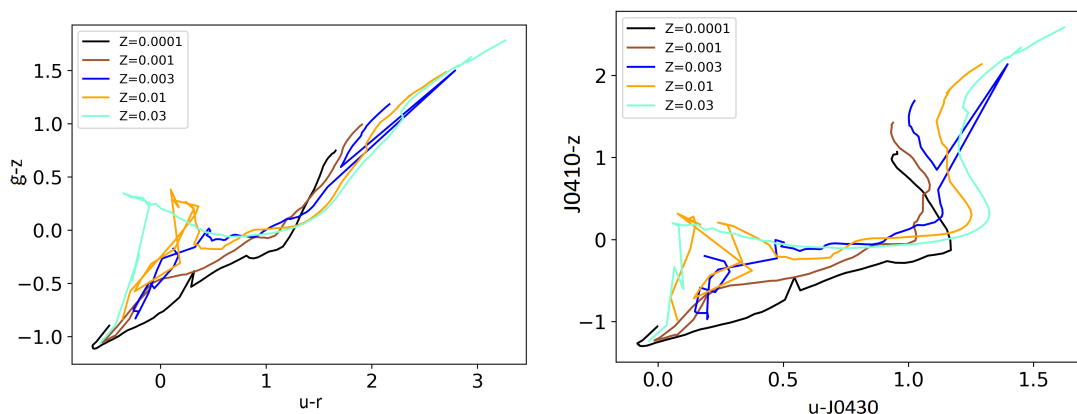 Z=0.0001
Z=0.001
Z=0.003
Z=0.01
Z=0.03
1.5
1.0
0.5
0.0
−0.5
−1.0
g-z
0 1 2 3
u-r
Z=0.0001
Z=0.001
Z=0.003
Z=0.01
Z=0.03
2
1
0
−1
J0410-z
0.0 0.5 1.0 1.5
u-J0430